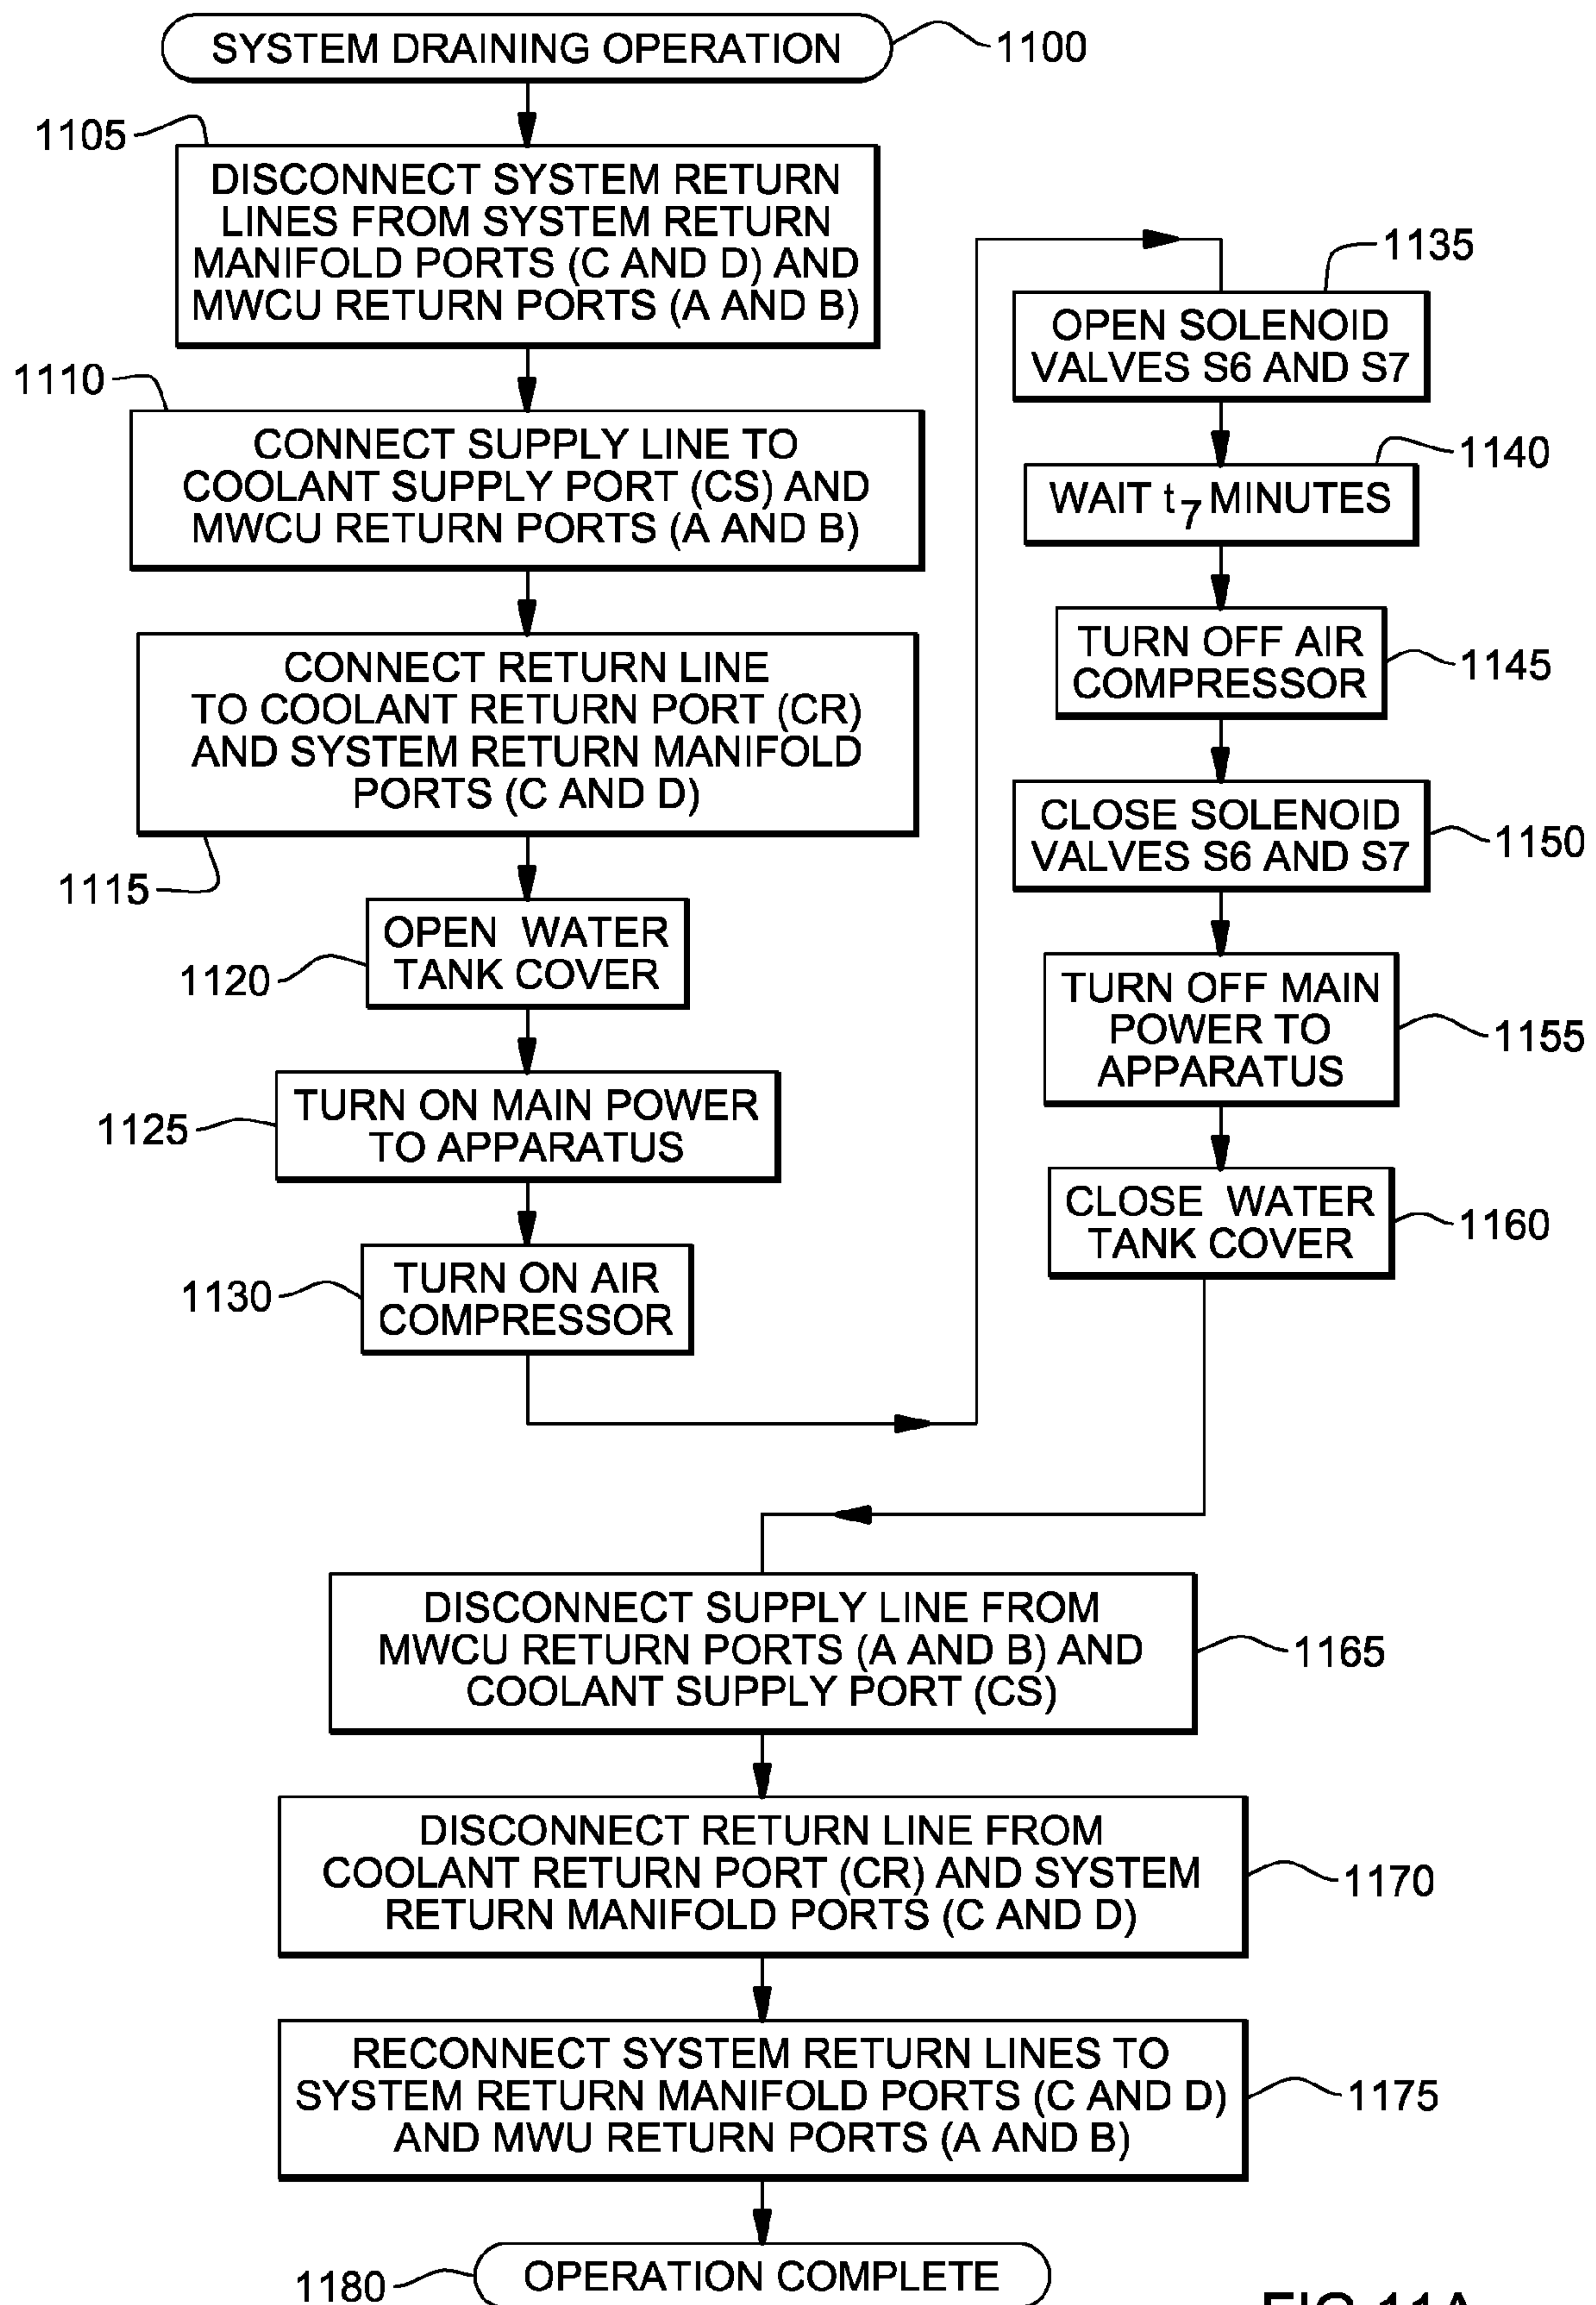 SYSTEM DRAINING OPERATION
1100
1105
DISCONNECT SYSTEM RETURN
LINES FROM SYSTEM RETURN
MANIFOLD PORTS (C AND D) AND
MWCU RETURN PORTS (A AND B)
1110
CONNECT SUPPLY LINE TO
COOLANT SUPPLY PORT (CS) AND
MWCU RETURN PORTS (A AND B)
CONNECT RETURN LINE
TO COOLANT RETURN PORT (CR)
AND SYSTEM RETURN MANIFOLD
PORTS (C AND D)
1115
OPEN WATER
TANK COVER
1120
TURN ON MAIN POWER
TO APPARATUS
1125
TURN ON AIR
COMPRESSOR
1130
1135
OPEN SOLENOID
VALVES S6 AND S7
1140
WAIT t7 MINUTES
TURN OFF AIR
COMPRESSOR
1145
CLOSE SOLENOID
VALVES S6 AND S7
1150
TURN OFF MAIN
POWER TO
APPARATUS
1155
CLOSE WATER
TANK COVER
1160
DISCONNECT SUPPLY LINE FROM
MWCU RETURN PORTS (A AND B) AND
COOLANT SUPPLY PORT (CS)
1165
DISCONNECT RETURN LINE FROM
COOLANT RETURN PORT (CR) AND SYSTEM
RETURN MANIFOLD PORTS (C AND D)
1170
RECONNECT SYSTEM RETURN LINES TO
SYSTEM RETURN MANIFOLD PORTS (C AND D)
AND MWU RETURN PORTS (A AND B)
1175
OPERATION COMPLETE
1180
FIG.11A